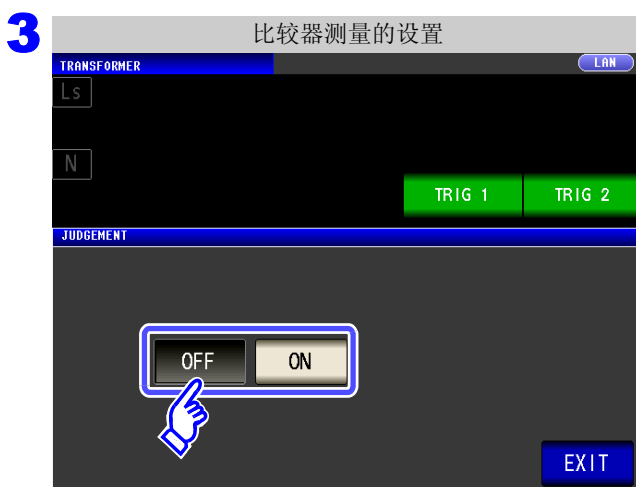 3
比较器测量的设置
TRANSFORMER
LAN
Ls
N
TRIG 1 TRIG 2
JUDGEMENT
OFF ON
EXIT